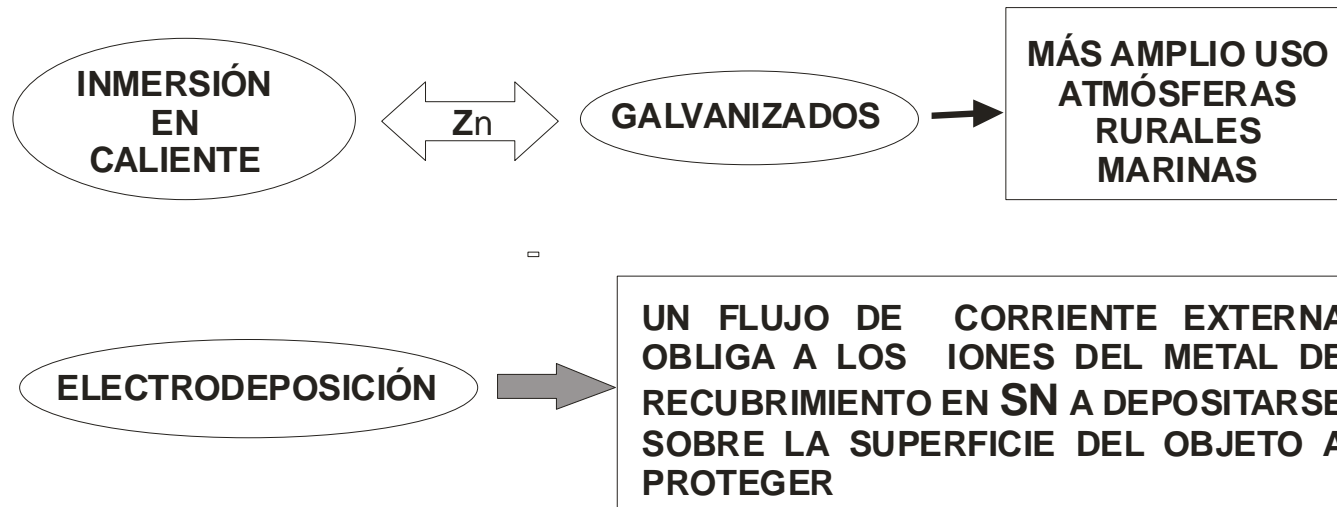 INMERSIÓN
EN
CALIENTE
Zn
GALVANIZADOS
MÁS AMPLIO USO
ATMÓSFERAS
RURALES
MARINAS
ELECTRODEPOSICIÓN
UN FLUJO DE CORRIENTE EXTERNA
OBLIGA A LOS IONES DEL METAL DE
RECUBRIMIENTO EN SN A DEPOSITARSE
SOBRE LA SUPERFICIE DEL OBJETO A
PROTEGER